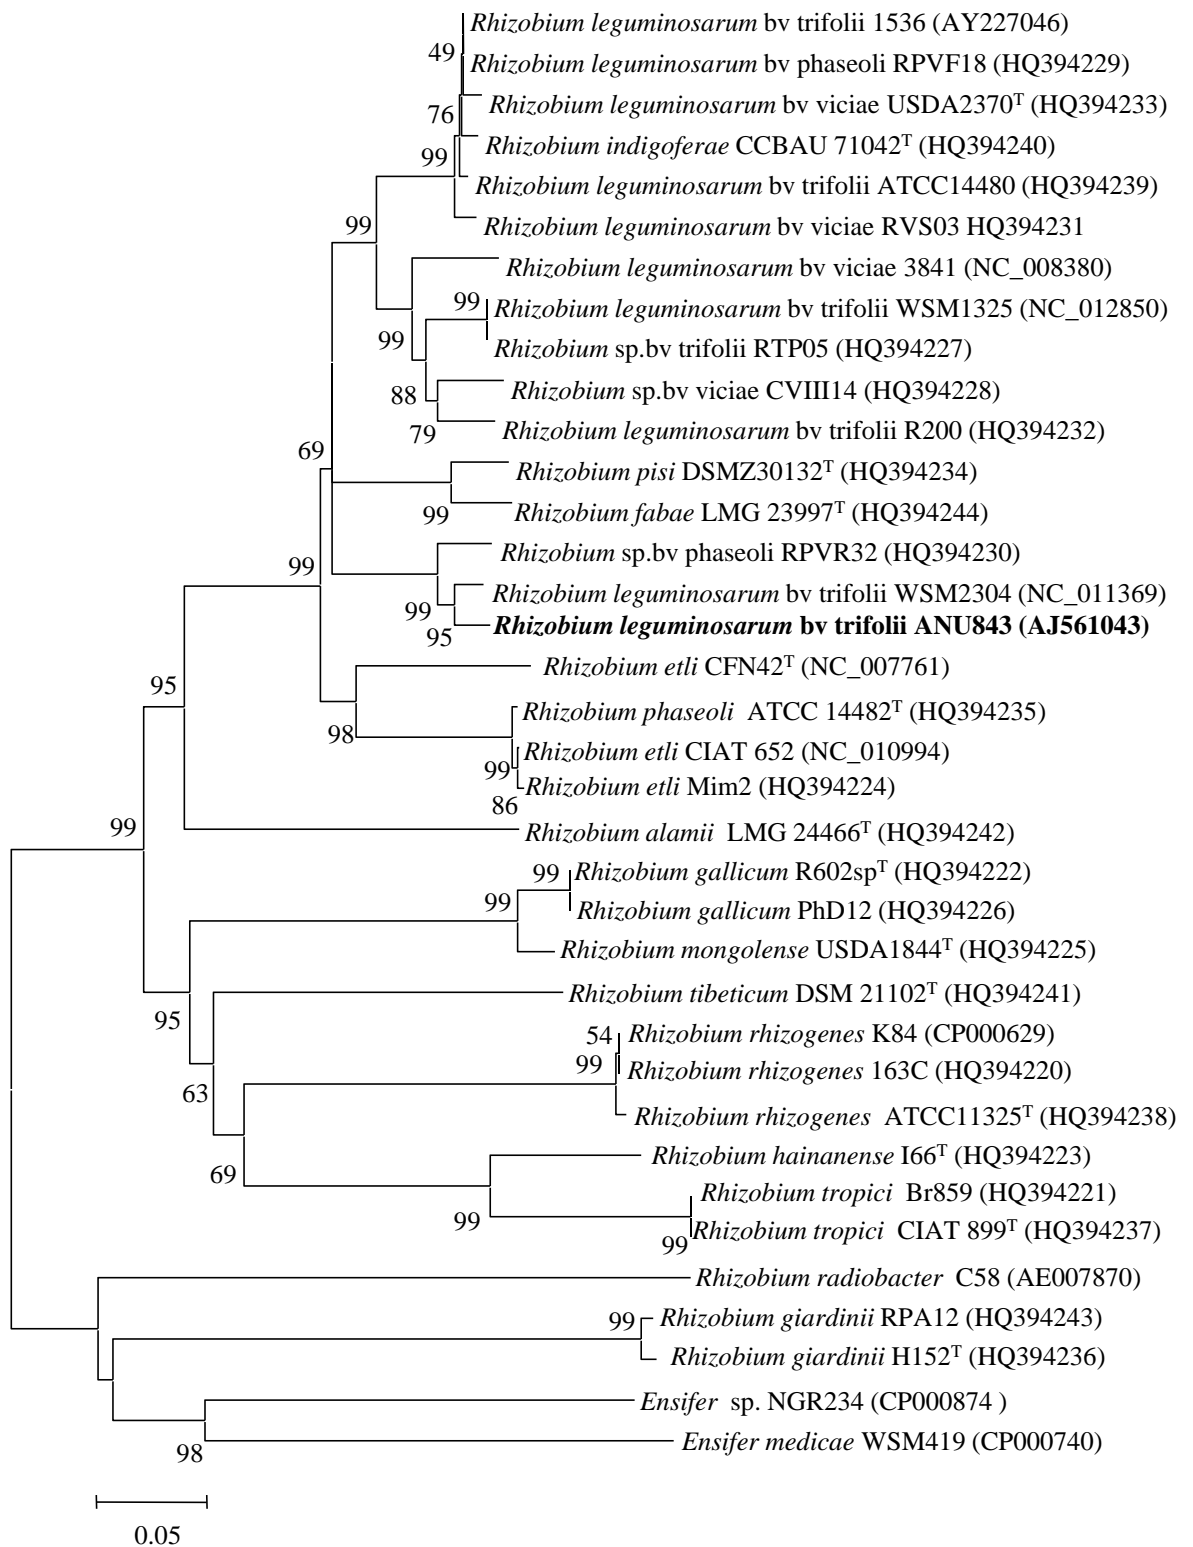 Rhizobium leguminosarum bv trifolii 1536 (AY227046)
49
Rhizobium leguminosarum bv phaseoli RPVF18 (HQ394229)
Rhizobium leguminosarum bv viciae USDA2370ᵀ (HQ394233)
76
Rhizobium indigoferae CCBAU 71042ᵀ (HQ394240)
99
Rhizobium leguminosarum bv trifolii ATCC14480 (HQ394239)
99
Rhizobium leguminosarum bv viciae RVS03 HQ394231
Rhizobium leguminosarum bv viciae 3841 (NC_008380)
99
Rhizobium leguminosarum bv trifolii WSM1325 (NC_012850)
99
Rhizobium sp.bv trifolii RTP05 (HQ394227)
88
Rhizobium sp.bv viciae CVIII14 (HQ394228)
79
Rhizobium leguminosarum bv trifolii R200 (HQ394232)
69
Rhizobium pisi DSMZ30132ᵀ (HQ394234)
99
Rhizobium fabae LMG 23997ᵀ (HQ394244)
Rhizobium sp.bv phaseoli RPVR32 (HQ394230)
99
Rhizobium leguminosarum bv trifolii WSM2304 (NC_011369)
99
Rhizobium leguminosarum bv trifolii ANU843 (AJ561043)
95
Rhizobium etli CFN42ᵀ (NC_007761)
95
Rhizobium phaseoli ATCC 14482ᵀ (HQ394235)
98
Rhizobium etli CIAT 652 (NC_010994)
99
Rhizobium etli Mim2 (HQ394224)
86
99
Rhizobium alamii LMG 24466ᵀ (HQ394242)
99
Rhizobium gallicum R602spᵀ (HQ394222)
99
Rhizobium gallicum PhD12 (HQ394226)
Rhizobium mongolense USDA1844ᵀ (HQ394225)
Rhizobium tibeticum DSM 21102ᵀ (HQ394241)
95
54
Rhizobium rhizogenes K84 (CP000629)
99
Rhizobium rhizogenes 163C (HQ394220)
63
Rhizobium rhizogenes ATCC11325ᵀ (HQ394238)
Rhizobium hainanense I66ᵀ (HQ394223)
69
Rhizobium tropici Br859 (HQ394221)
99
Rhizobium tropici CIAT 899ᵀ (HQ394237)
99
Rhizobium radiobacter C58 (AE007870)
99
Rhizobium giardinii RPA12 (HQ394243)
Rhizobium giardinii H152ᵀ (HQ394236)
Ensifer sp. NGR234 (CP000874 )
Ensifer medicae WSM419 (CP000740)
98
0.05